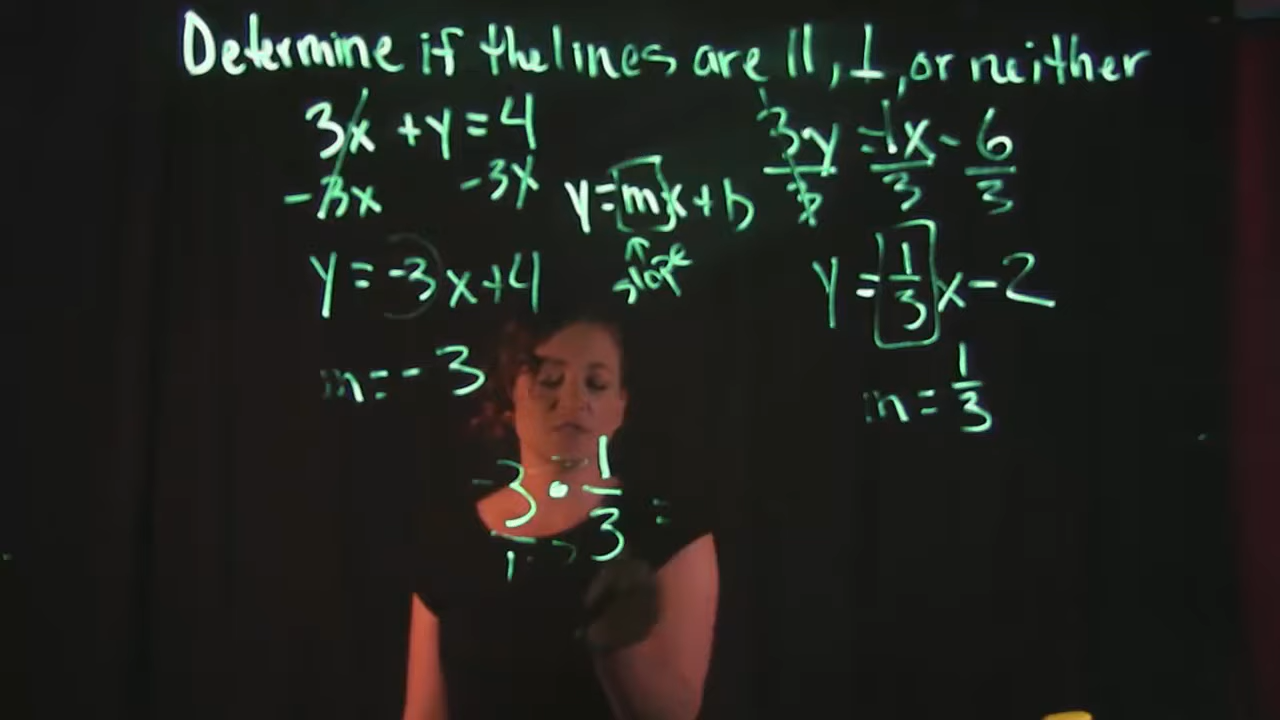 Determine if the lines are ||, ⊥, or neither
3x + y = 4
-3x -3x
y = -3x + 4
m = -3
y = mx + b
slope
3y = 1x - 6
3 3 3
y = 1/3 x - 2
m = 1/3
-3/1 • 1/3 =